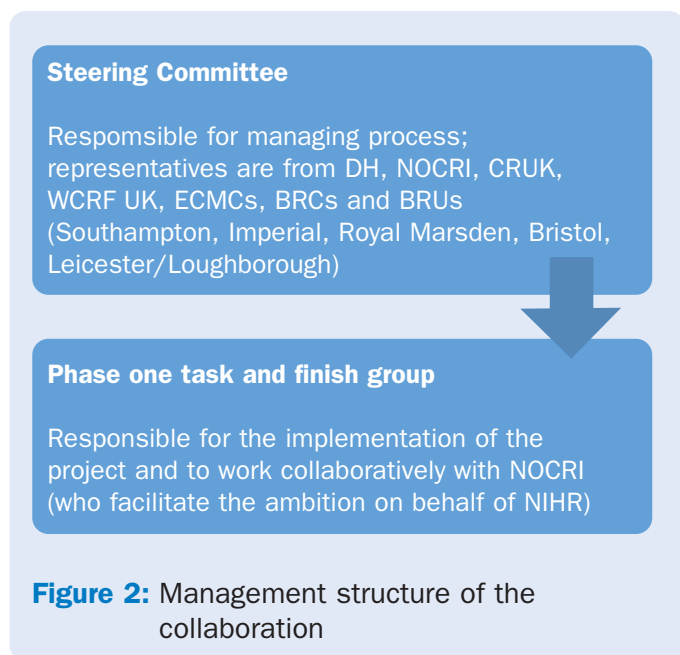 Steering Committee
Respomsible for managing process;
representatives are from DH, NOCRI, CRUK,
WCRF UK, ECMCs, BRCs and BRUs
(Southampton, Imperial, Royal Marsden, Bristol,
Leicester/Loughborough)
Phase one task and finish group
Responsible for the implementation of the
project and to work collaboratively with NOCRI
(who facilitate the ambition on behalf of NIHR)
Figure 2: Management structure of the
collaboration